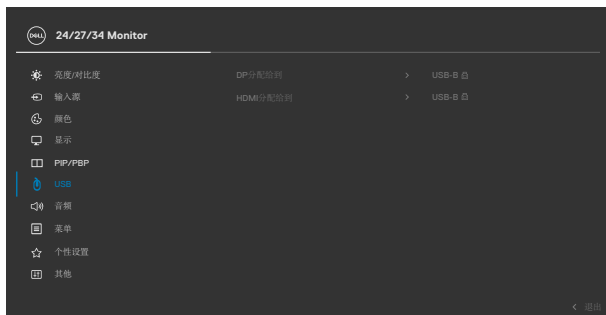 DELL 24/27/34 Monitor
亮度/对比度 DP分配给到 > USB-B
输入源 HDMI分配给到 > USB-B
颜色
显示
PIP/PBP
USB
音频
菜单
个性设置
其他
< 退出